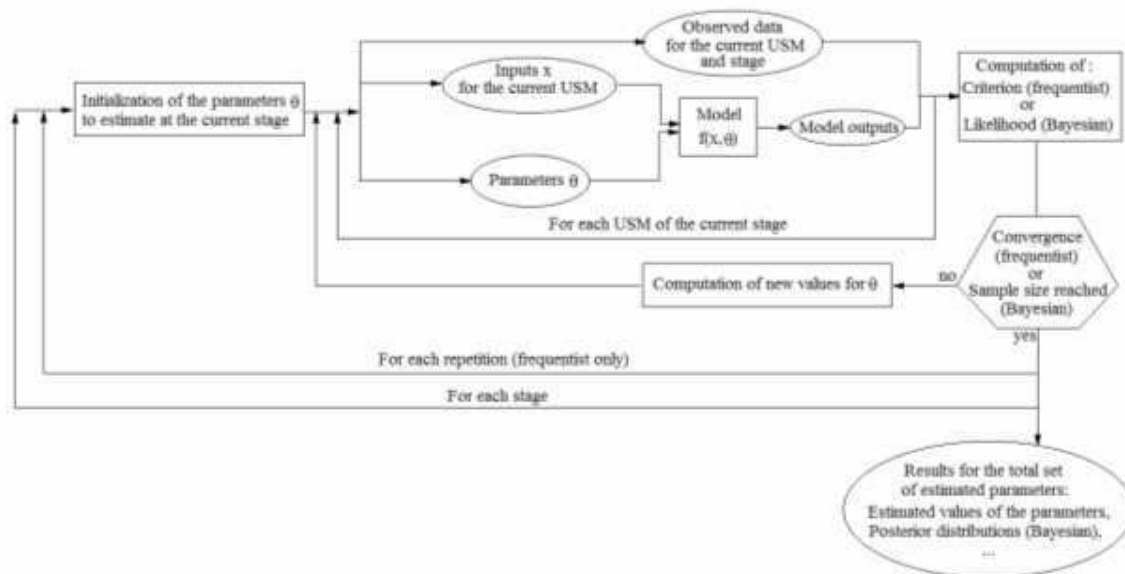 Observed data
for the current USM
and stage
Inputs x
for the current USM
Computation of :
Criterion (frequentist)
or
Likelihood (Bayesian)
Initialization of the parameters θ
to estimate at the current stage
Model
f(x, θ)
Model outputs
Parameters θ
For each USM of the current stage
Convergence
(frequentist)
or
Sample size reached
(Bayesian)
no
Computation of new values for θ
yes
For each repetition (frequentist only)
For each stage
Results for the total set
of estimated parameters:
Estimated values of the parameters,
Posterior distributions (Bayesian),
...